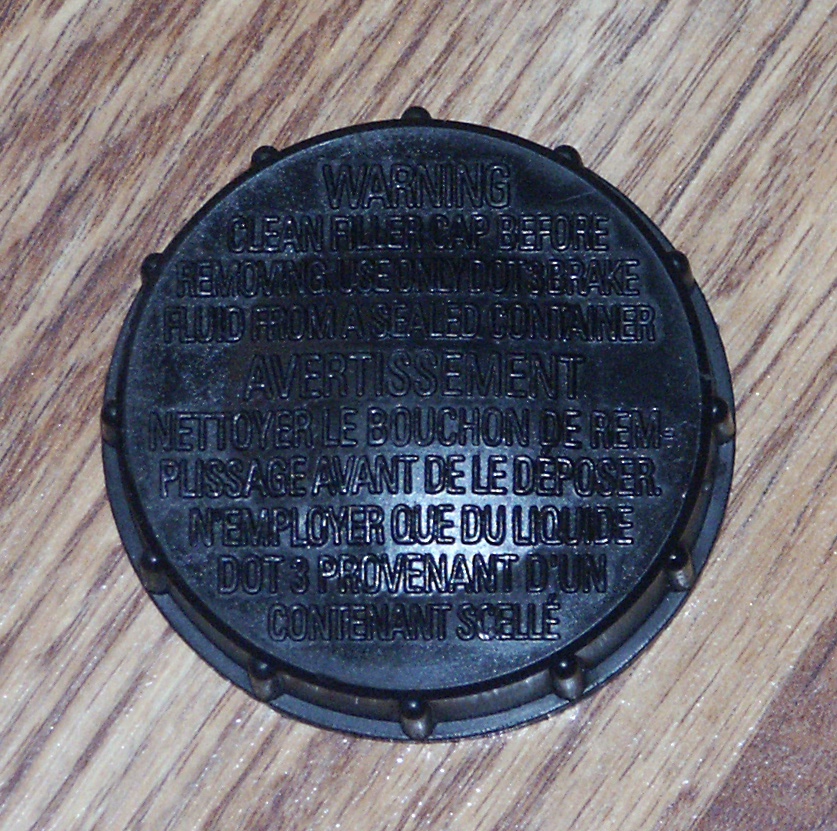 WARNING
CLEAN FILLER CAP BEFORE
REMOVING. USE ONLY DOT 3 BRAKE
FLUID FROM A SEALED CONTAINER
AVERTISSEMENT
NETTOYER LE BOUCHON DE REM-
PLISSAGE AVANT DE LE DÉPOSER.
N'EMPLOYER QUE DU LIQUIDE
DOT 3 PROVENANT D'UN
CONTENANT SCELLÉ